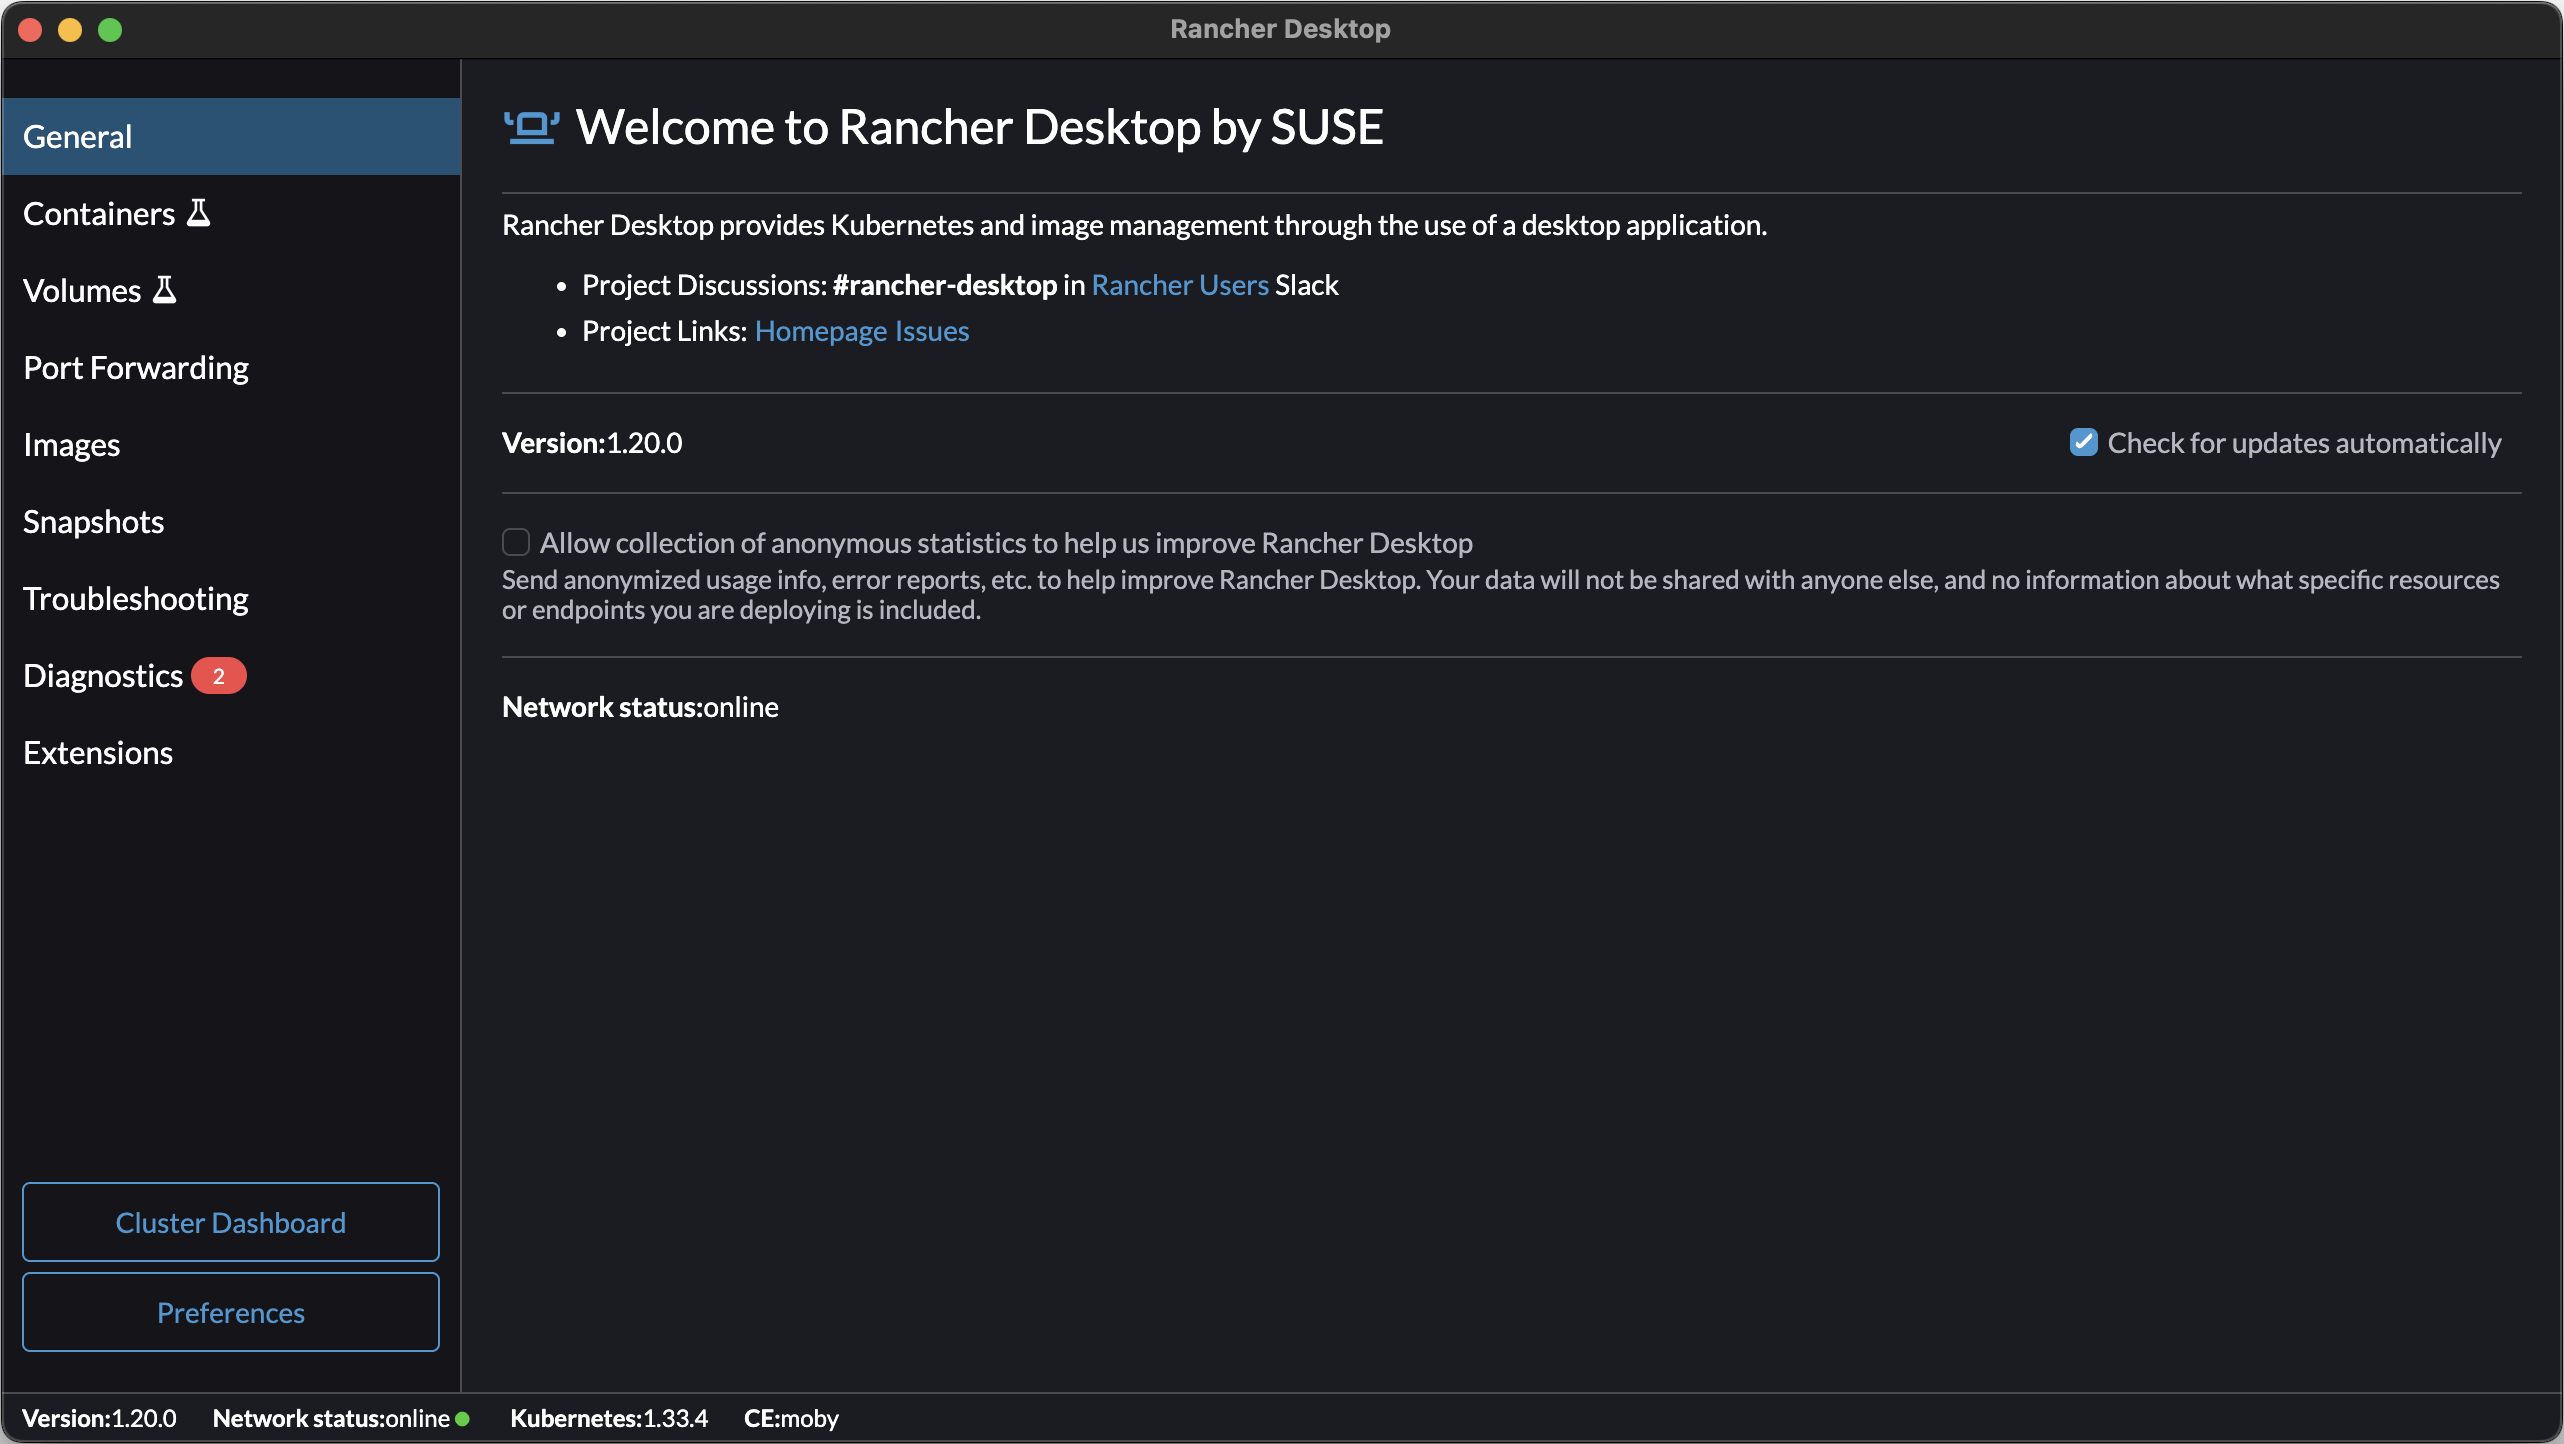 Rancher Desktop
General
Containers
Volumes
Port Forwarding
Images
Snapshots
Troubleshooting
Diagnostics 2
Extensions
Cluster Dashboard
Preferences
Welcome to Rancher Desktop by SUSE
Rancher Desktop provides Kubernetes and image management through the use of a desktop application.
• Project Discussions: #rancher-desktop in Rancher Users Slack
• Project Links: Homepage Issues
Version:1.20.0
Check for updates automatically
Allow collection of anonymous statistics to help us improve Rancher Desktop
Send anonymized usage info, error reports, etc. to help improve Rancher Desktop. Your data will not be shared with anyone else, and no information about what specific resources
or endpoints you are deploying is included.
Network status:online
Version:1.20.0 Network status:online Kubernetes:1.33.4 CE:moby